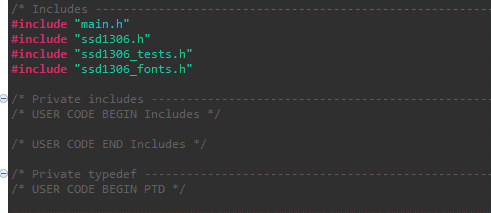 /* Includes ------------------------------------------------------------------
#include "main.h"
#include "ssd1306.h"
#include "ssd1306_tests.h"
#include "ssd1306_fonts.h"
/* Private includes ----------------------------------------------------------
/* USER CODE BEGIN Includes */
/* USER CODE END Includes */
/* Private typedef -----------------------------------------------------------
/* USER CODE BEGIN PTD */